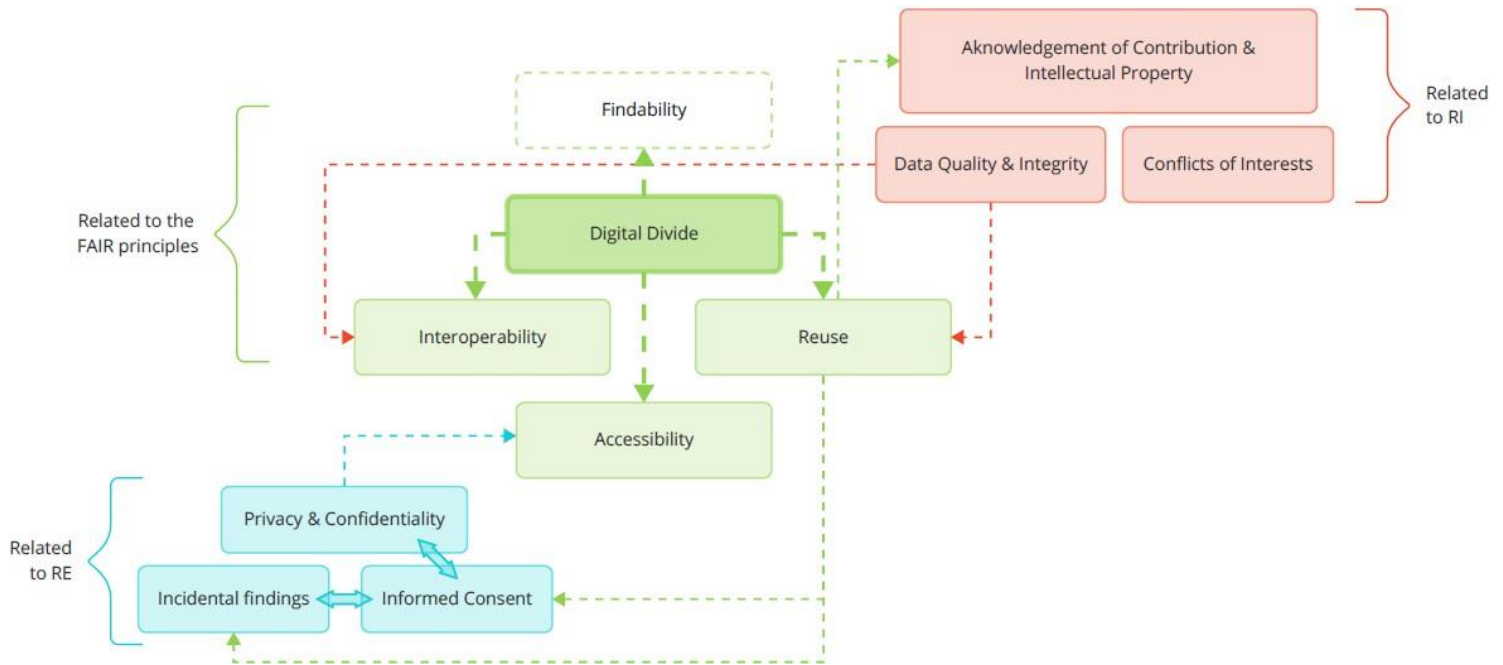 Aknowledgement of Contribution &
Intellectual Property
Findability
Related
to RI
Data Quality & Integrity
Conflicts of Interests
Related to the
FAIR principles
Digital Divide
Interoperability
Reuse
Accessibility
Privacy & Confidentiality
Related
to RE
Incidental findings
Informed Consent